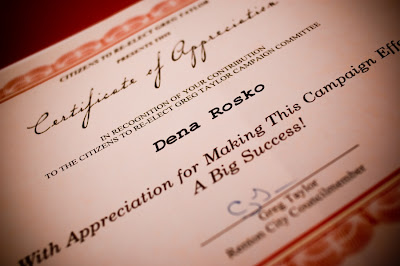 CITIZENS TO RE-ELECT GREG TAYLOR
PRESENTS THIS
Certificate of Appreciation
IN RECOGNITION OF YOUR CONTRIBUTION
TO THE CITIZENS TO RE-ELECT GREG TAYLOR CAMPAIGN COMMITTEE
Dena Rosko
With Appreciation for Making This Campaign Effo
A Big Success!
Greg Taylor
Renton City Councilmember